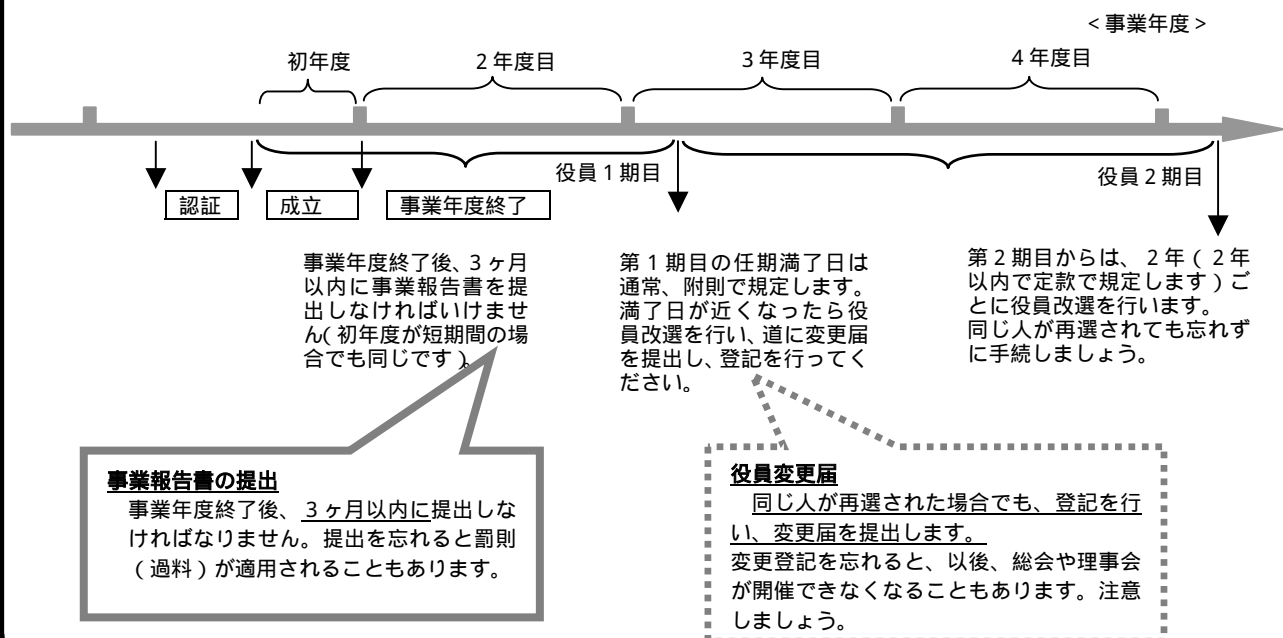 <事業年度>
初年度
2年度目
3年度目
4年度目
役員1期目
役員2期目
認証
成立
事業年度終了
事業年度終了後、3ヶ月
以内に事業報告書を提
出しなければいけませ
ん(初年度が短期間の場
合でも同じです)。
第1期目の任期満了日は
通常、附則で規定します。
満了日が近くなったら役
員改選を行い、道に変更届
を提出し、登記を行ってく
ださい。
第2期目からは、2年(2年
以内で定款で規定します)ご
とに役員改選を行います。
同じ人が再選されても忘れず
に手続しましょう。
事業報告書の提出
事業年度終了後、3ヶ月以内に提出しな
ければなりません。提出を忘れると罰則
(過料)が適用されることもあります。
役員変更届
同じ人が再選された場合でも、登記を行
い、変更届を提出します。
変更登記を忘れると、以後、総会や理事会
が開催できなくなることもあります。注意
しましょう。